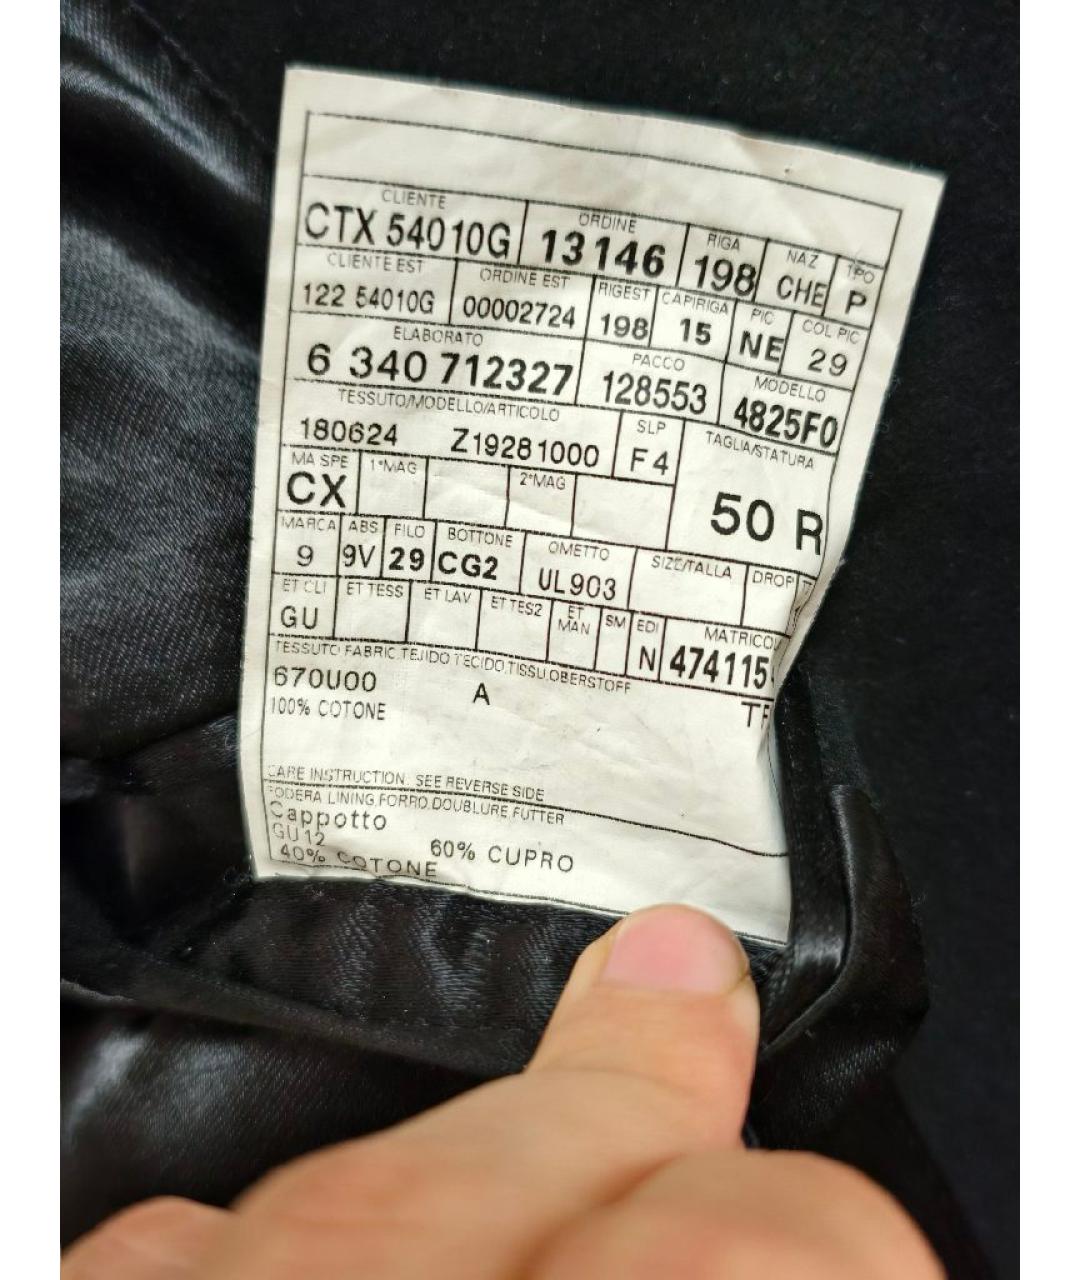 CLIENTE ORDINE RIGA NAZ TPO
CTX 54010G 13146 198 CHE P
CLIENTE EST ORDINE EST RIGEST CAPIRIGA PIC COL PIC
122 54010G 00002724 198 15 NE 29
ELABORATO PACCO MODELLO
6 340 712327 128553 4825F0
TESSUTO/MODELLO/ARTICOLO SLP TAGLIA/STATURA
180624 Z19281000 F4 50 R
MA SPE 1°MAG 2°MAG
CX
MARCA ABS FILO BOTTONE OMETTO SIZE/TALLA DROP
9 9V 29 CG2 UL903
ET CLI ET TESS ET LAV ET TES2 ET MAN SM EDI MATRICOL
GU N 474115
TESSUTO FABRIC.TEJIDO TECIDO.TISSU.OBERSTOFF
670U00 A
100% COTONE
CARE INSTRUCTION: SEE REVERSE SIDE
FODERA LINING.FORRO.DOUBLURE.FUTTER
Cappotto
GU12 60% CUPRO
40% COTONE